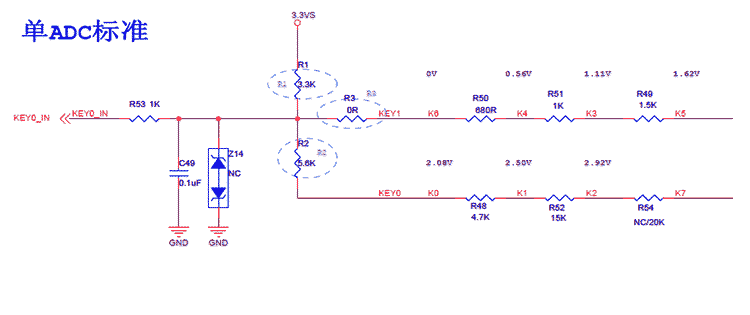 单ADC标准
3.3VS
R1
R1
3.3K
0V
0.56V
1.11V
1.62V
R53 1K
R3
R3
0R
R50
680R
R51
1K
R49
1.5K
KEY0_IN
KEY0_IN
KEY1
K6
K4
K3
K5
R2
R2
5.6K
C49
0.1uF
Z14
NC
2.08V
2.50V
2.92V
KEY0
K0
K1
K2
K7
R48
4.7K
R52
15K
R54
NC/20K
GND
GND